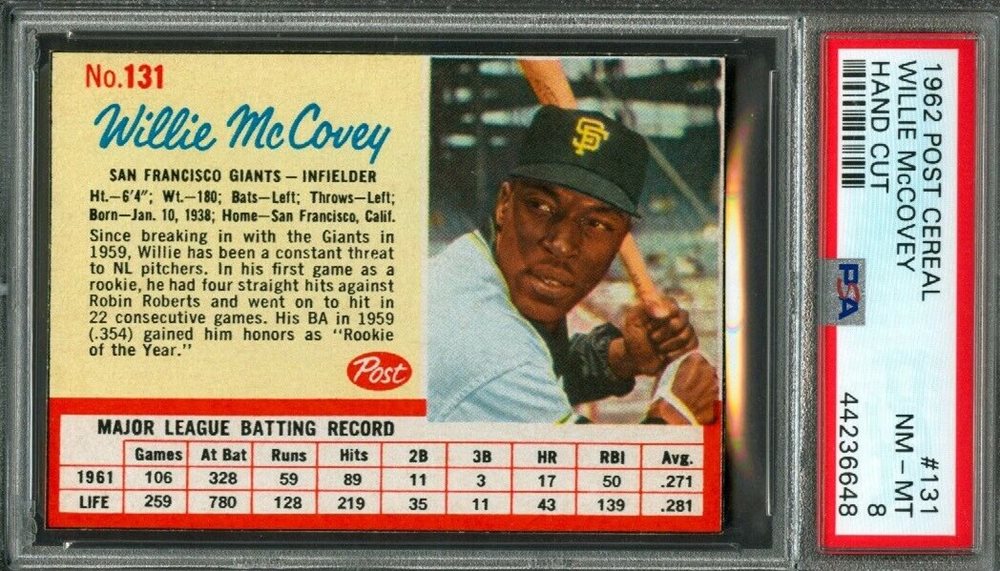 No.131
Willie McCovey
SAN FRANCISCO GIANTS — INFIELDER
Ht.—6'4"; Wt.—180; Bats—Left; Throws—Left;
Born—Jan. 10, 1938; Home—San Francisco, Calif.
Since breaking in with the Giants in
1959, Willie has been a constant threat
to NL pitchers. In his first game as a
rookie, he had four straight hits against
Robin Roberts and went on to hit in
22 consecutive games. His BA in 1959
(.354) gained him honors as "Rookie
of the Year."
Post
SF
MAJOR LEAGUE BATTING RECORD
Games At Bat Runs Hits 2B 3B HR RBI Avg.
1961 106 328 59 89 11 3 17 50 .271
LIFE 259 780 128 219 35 11 43 139 .281
1962 POST CEREAL #131
WILLIE McCOVEY NM – MT
HAND CUT 8
PSA
44236648